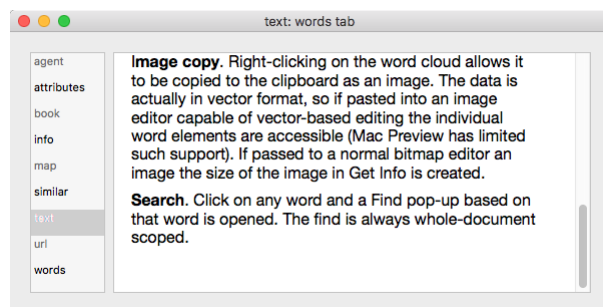 text: words tab
agent
attributes
book
info
map
similar
text
url
words
Image copy. Right-clicking on the word cloud allows it
to be copied to the clipboard as an image. The data is
actually in vector format, so if pasted into an image
editor capable of vector-based editing the individual
word elements are accessible (Mac Preview has limited
such support). If passed to a normal bitmap editor an
image the size of the image in Get Info is created.
Search. Click on any word and a Find pop-up based on
that word is opened. The find is always whole-document
scoped.